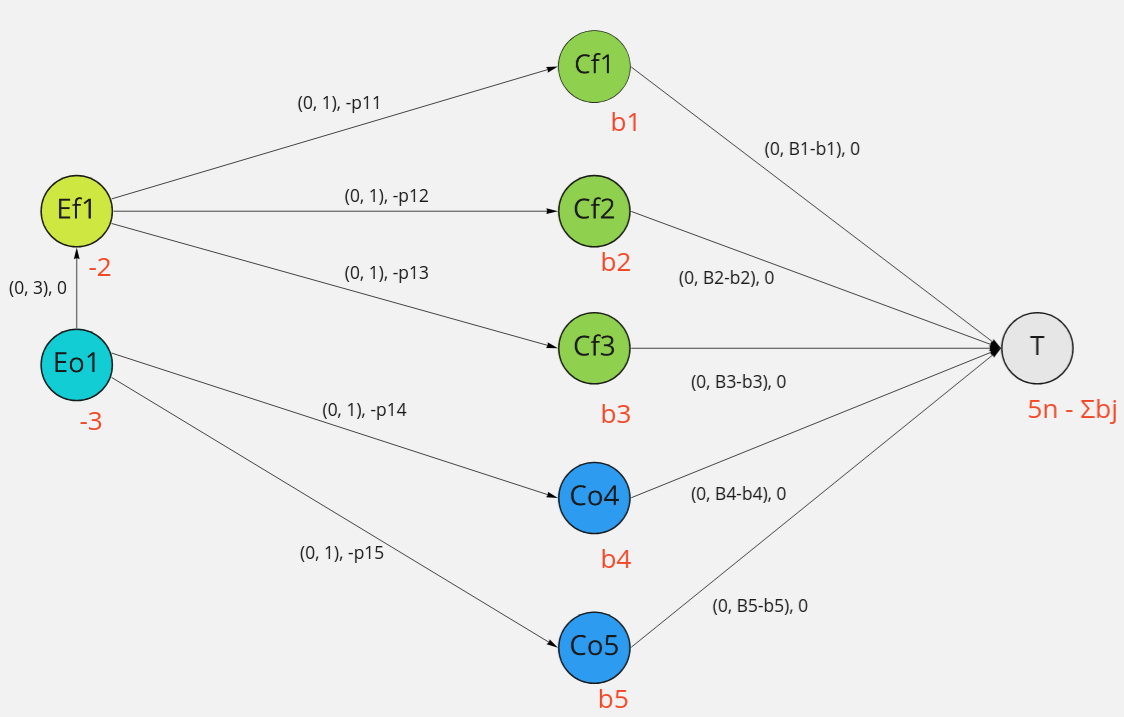 Cf1
b1
(0, 1), -p11
(0, B1-b1), 0
Ef1
-2
(0, 1), -p12
Cf2
b2
(0, B2-b2), 0
(0, 3), 0
(0, 1), -p13
Cf3
b3
(0, B3-b3), 0
T
5n - Σbj
Eo1
-3
(0, 1), -p14
Co4
b4
(0, B4-b4), 0
(0, 1), -p15
Co5
b5
(0, B5-b5), 0